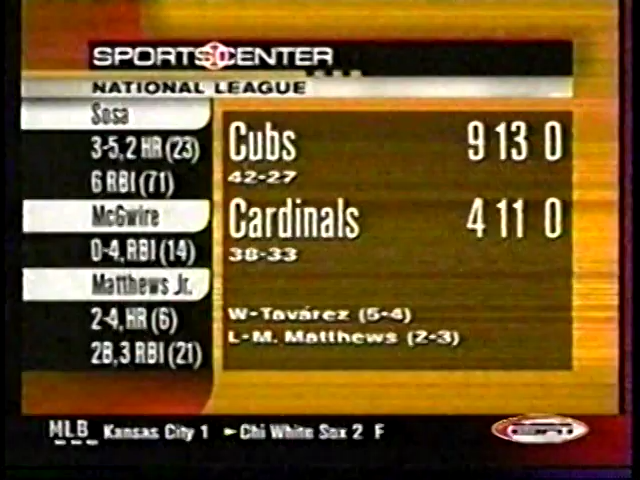 SPORTSCENTER
NATIONAL LEAGUE
Sosa
3-5, 2 HR (23)
6 RBI (71)
McGwire
0-4, RBI (14)
Matthews Jr.
2-4, HR (6)
2B, 3 RBI (21)
Cubs 9 13 0
42-27
Cardinals 4 11 0
38-33
W-Tavárez (5-4)
L-M. Matthews (2-3)
MLB Kansas City 1 ►Chi White Sox 2 F
ESPN